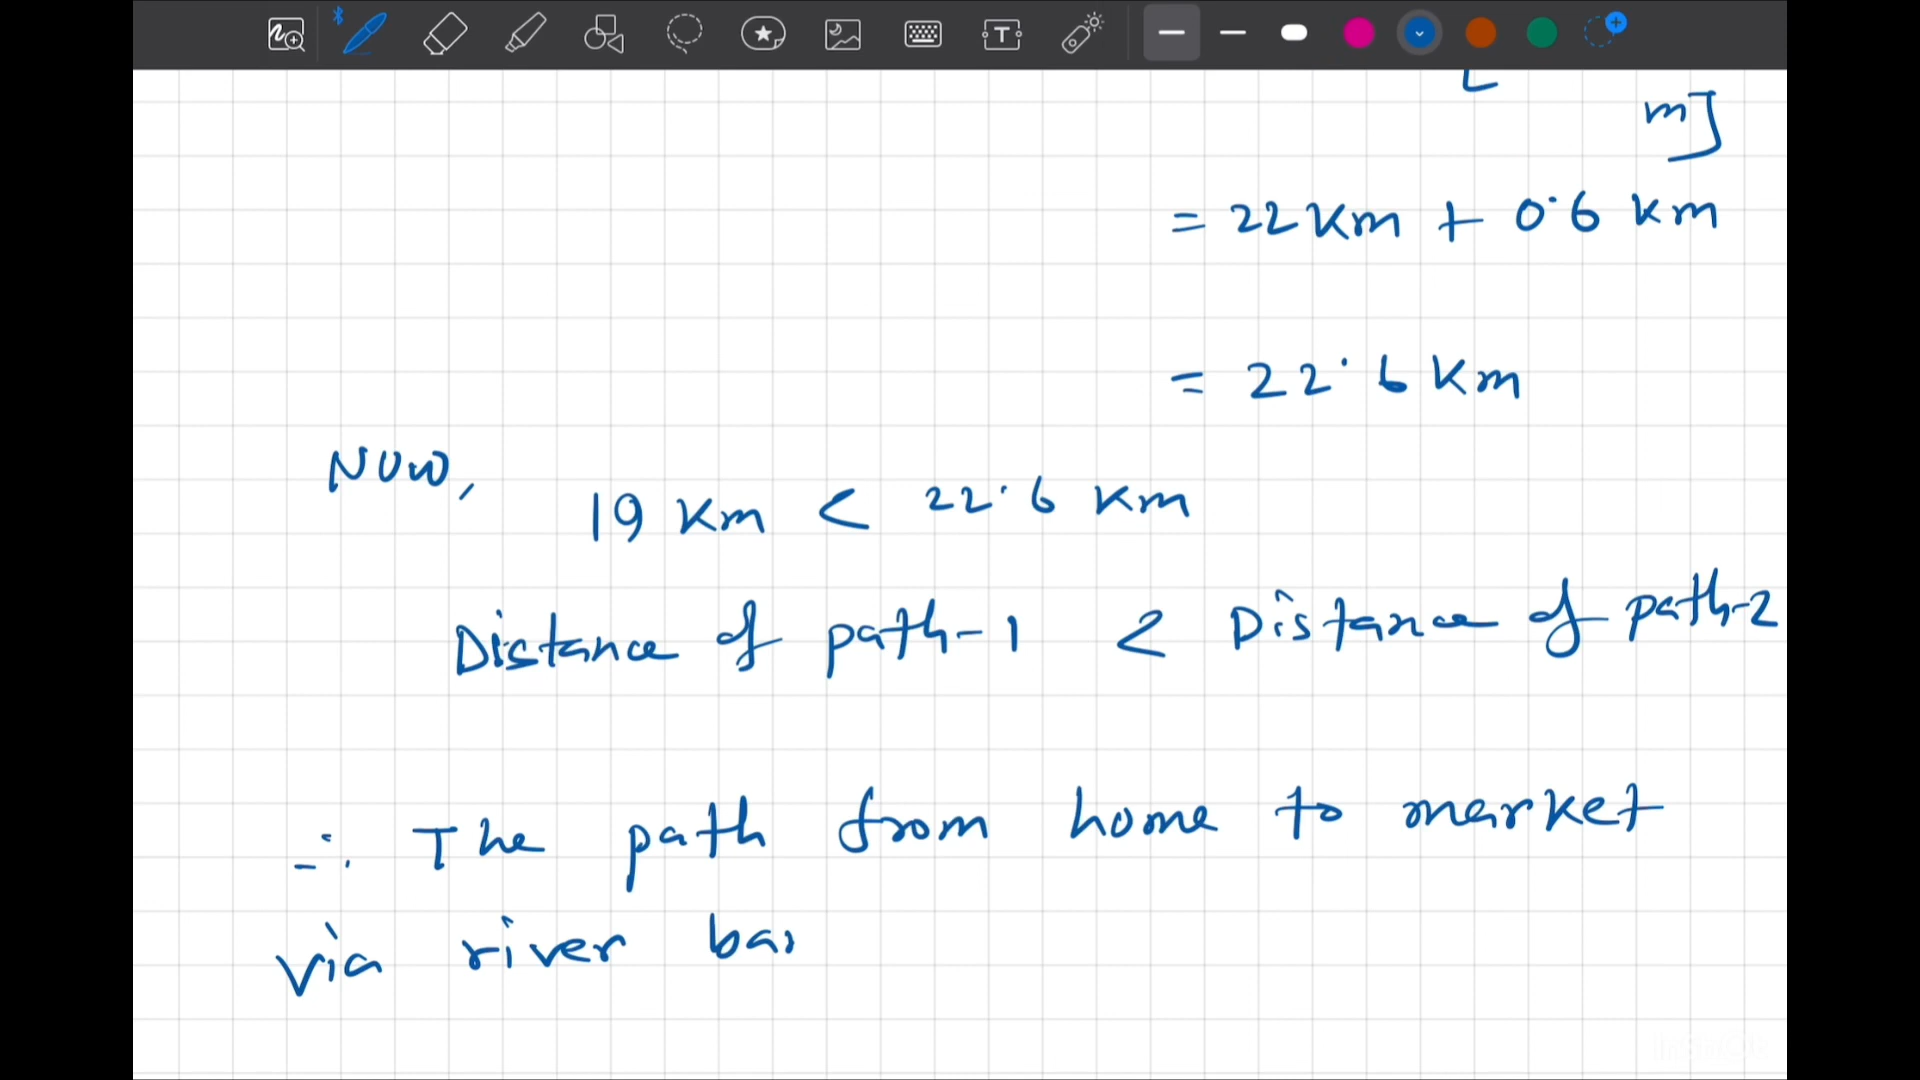 m]
= 22 Km + 0.6 km
= 22.6 Km
Now,
19 Km < 22.6 Km
Distance of path-1 < Distance of path-2
∴ The path from home to market
via river